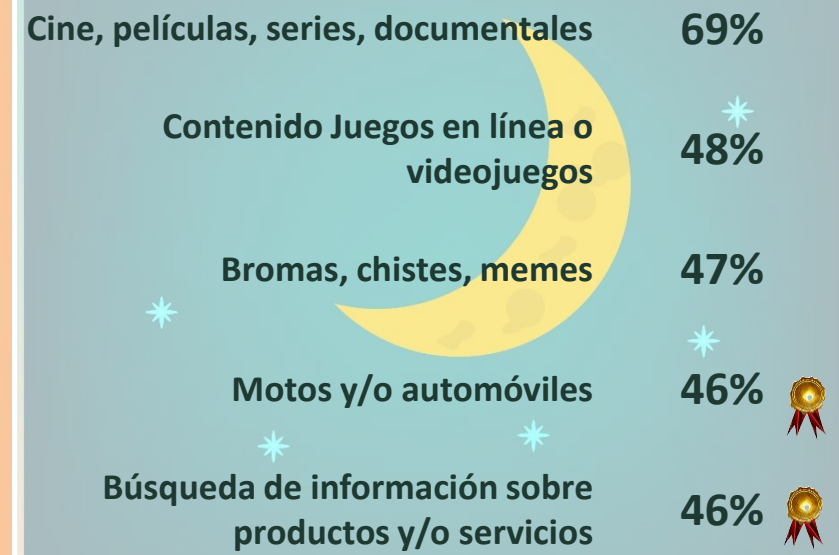 Cine, películas, series, documentales 69%
Contenido Juegos en línea o
videojuegos 48%
Bromas, chistes, memes 47%
Motos y/o automóviles 46%
Búsqueda de información sobre
productos y/o servicios 46%